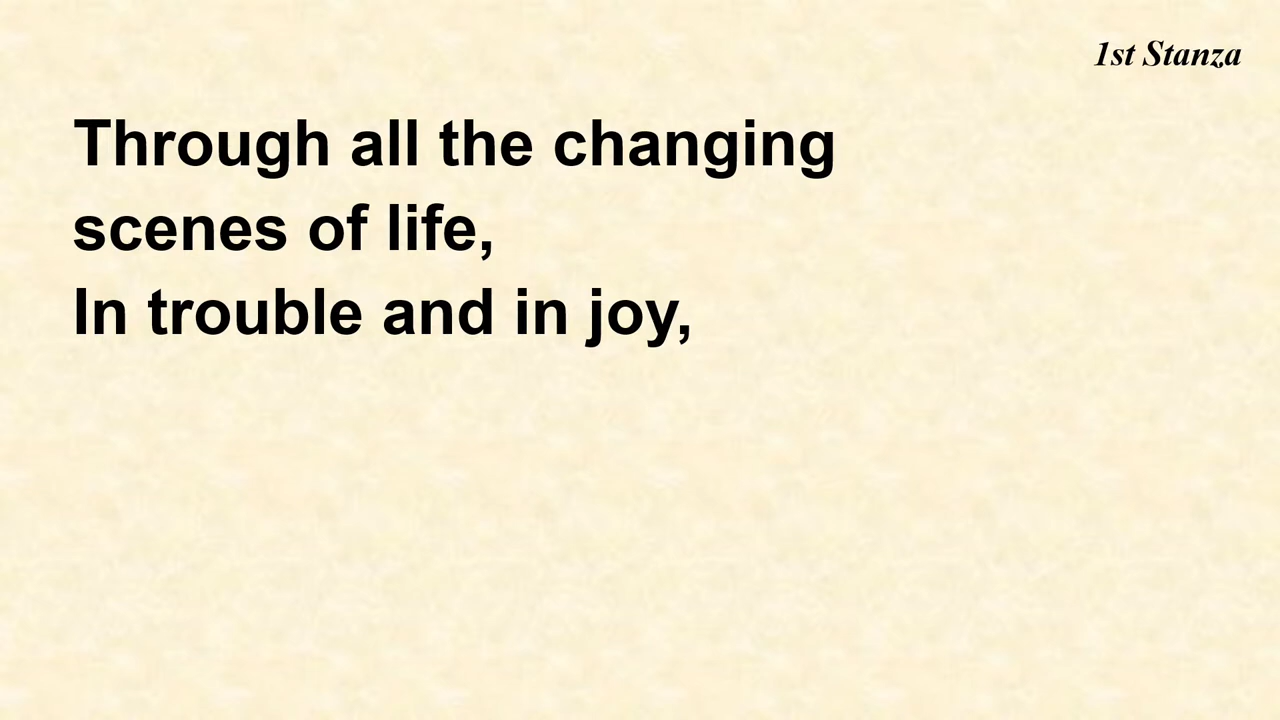 1st Stanza
Through all the changing
scenes of life,
In trouble and in joy,